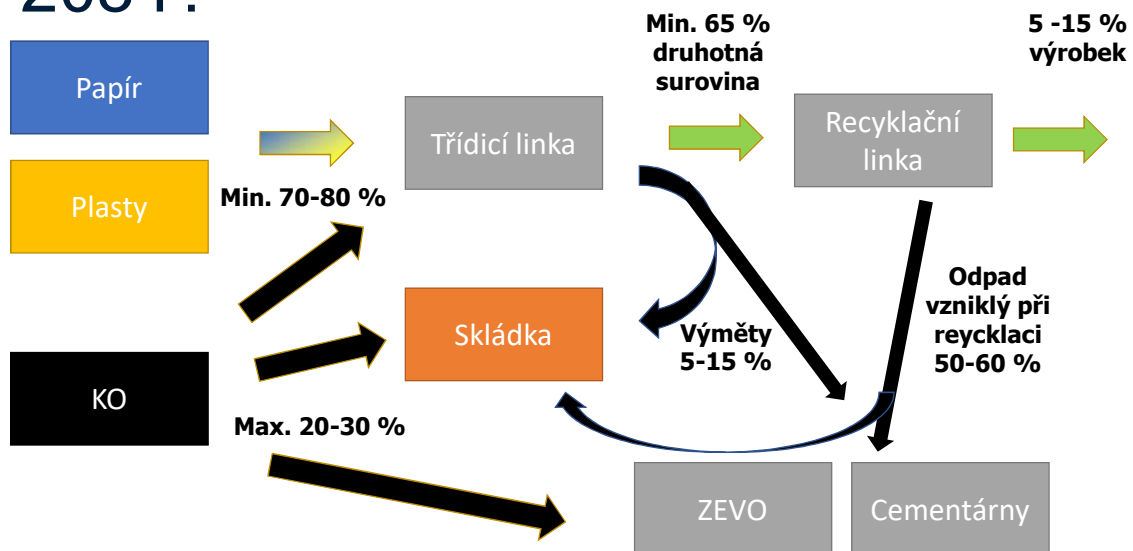 Min. 65 %
druhotná
surovina
5 -15 %
výrobek
Papír
Třídicí linka
Recyklační
linka
Plasty
Min. 70-80 %
Odpad
vzniklý při
reycklaci
50-60 %
Skládka
Výměty
5-15 %
KO
Max. 20-30 %
ZEVO
Cementárny